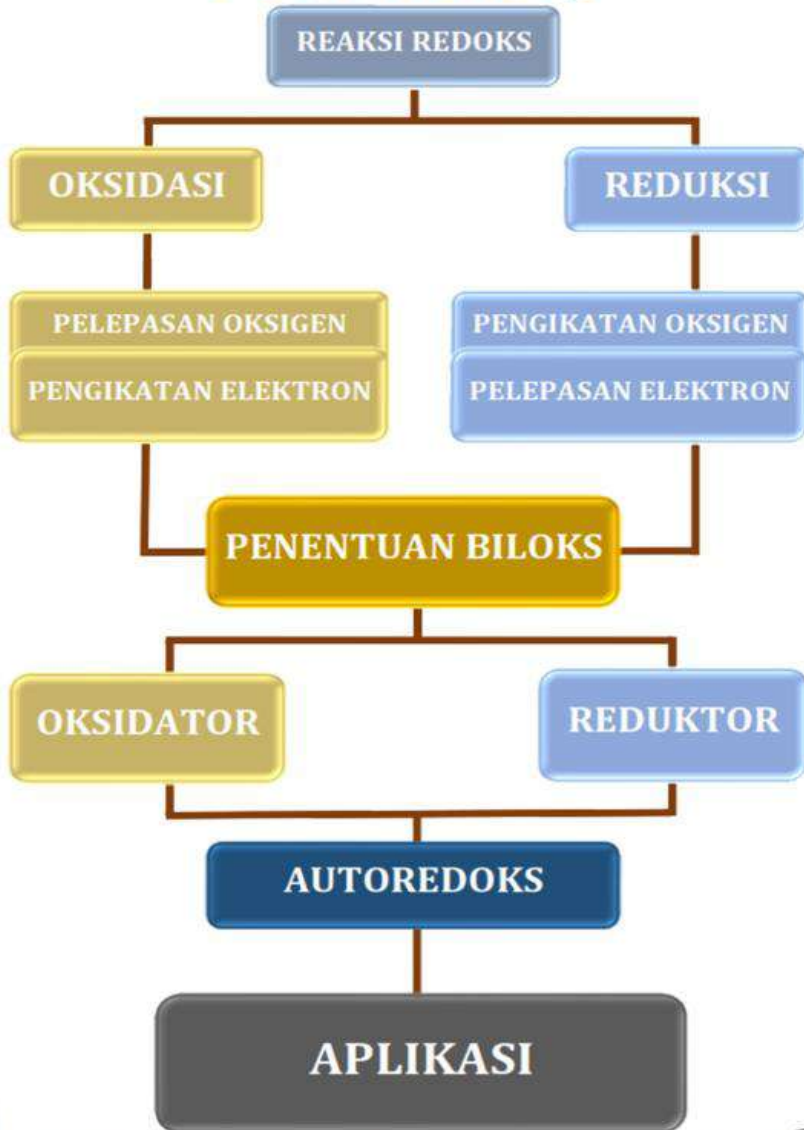 REAKSI REDOKS
OKSIDASI
REDUKSI
PELEPASAN OKSIGEN
PENGIKATAN OKSIGEN
PENGIKATAN ELEKTRON
PELEPASAN ELEKTRON
PENENTUAN BILOKS
OKSIDATOR
REDUKTOR
AUTOREDOKS
APLIKASI